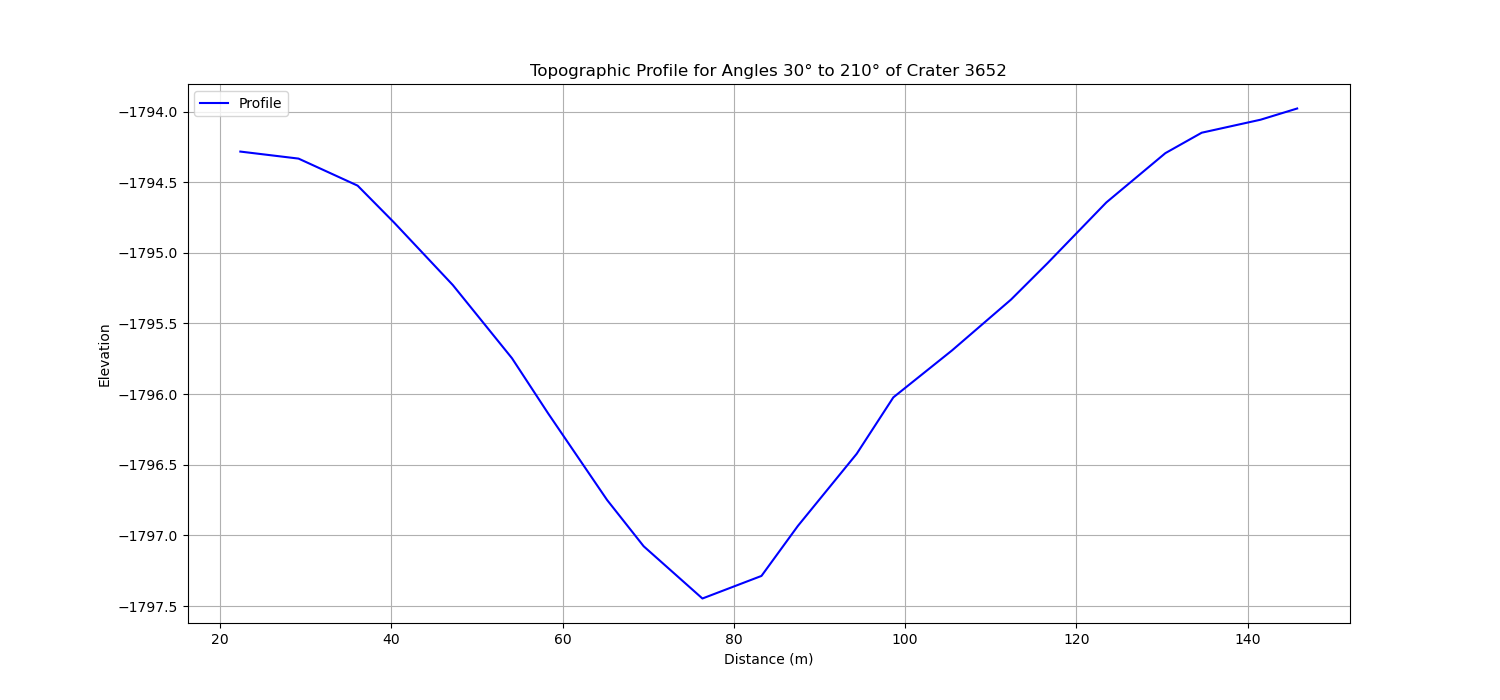 Topographic Profile for Angles 30° to 210° of Crater 3652
Profile
−1794.0
−1794.5
−1795.0
−1795.5
−1796.0
−1796.5
−1797.0
−1797.5
Elevation
20 40 60 80 100 120 140
Distance (m)